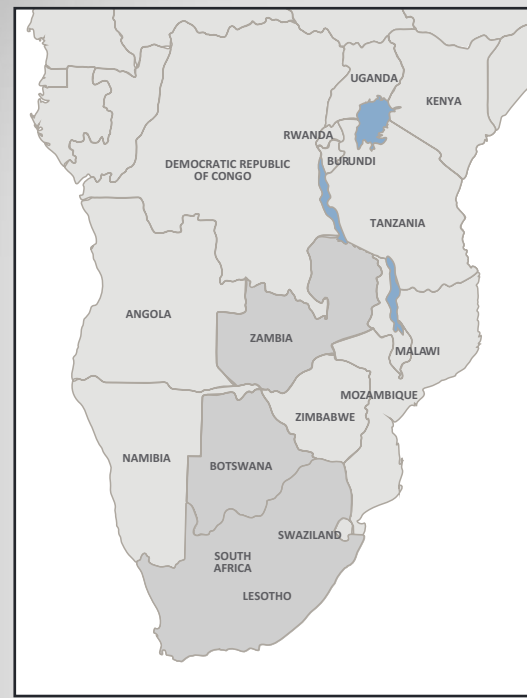 UGANDA
KENYA
RWANDA
BURUNDI
DEMOCRATIC REPUBLIC
OF CONGO
TANZANIA
ANGOLA
ZAMBIA
MALAWI
MOZAMBIQUE
ZIMBABWE
NAMIBIA
BOTSWANA
SWAZILAND
SOUTH
AFRICA
LESOTHO